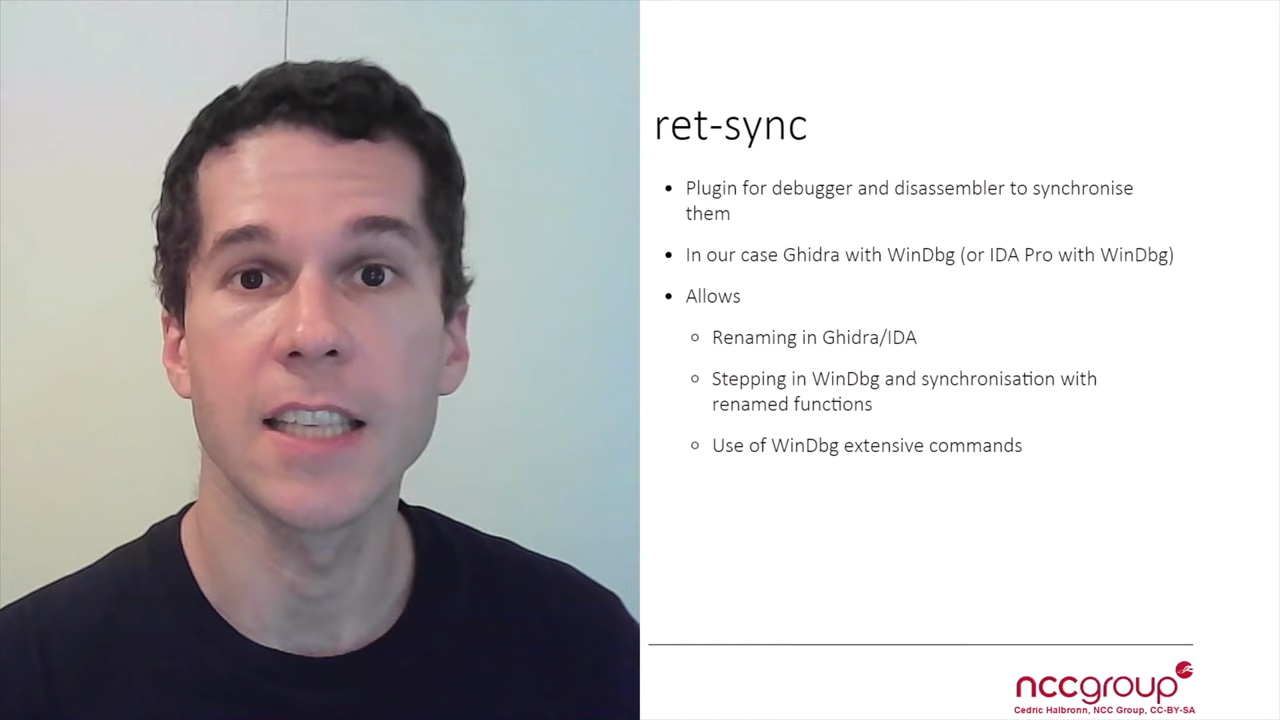 ret-sync
• Plugin for debugger and disassembler to synchronise
them
• In our case Ghidra with WinDbg (or IDA Pro with WinDbg)
• Allows
○ Renaming in Ghidra/IDA
○ Stepping in WinDbg and synchronisation with
renamed functions
○ Use of WinDbg extensive commands
nccgroup
Cedric Halbronn, NCC Group, CC-BY-SA